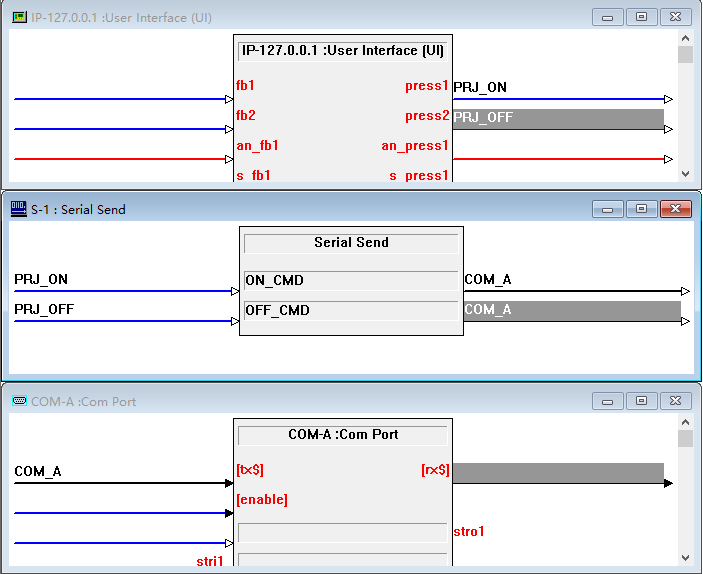 IP-127.0.0.1 :User Interface (UI)
IP-127.0.0.1 :User Interface (UI)
fb1 press1 PRJ_ON
fb2 press2 PRJ_OFF
an_fb1 an_press1
s_fb1 s_press1
S-1 : Serial Send
Serial Send
PRJ_ON ON_CMD COM_A
PRJ_OFF OFF_CMD COM_A
COM-A :Com Port
COM-A :Com Port
COM_A [tx$] [rx$]
[enable]
stro1
stri1